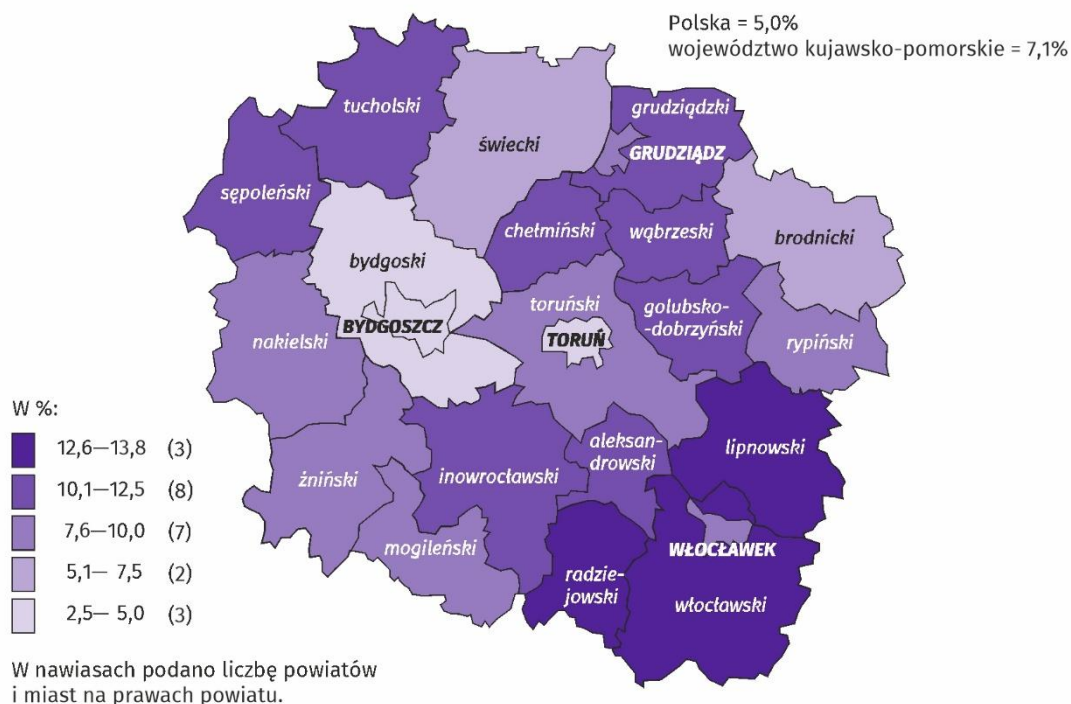 Polska = 5,0%
województwo kujawsko-pomorskie = 7,1%
tucholski
grudziądzki
świecki
GRUDZIĄDZ
sępoleński
chełmiński
wąbrzeski
brodnicki
bydgoski
toruński
golubsko-
-dobrzyński
BYDGOSZCZ
TORUŃ
nakielski
rypiński
W %:
12,6—13,8 (3)
10,1—12,5 (8)
7,6—10,0 (7)
5,1— 7,5 (2)
2,5— 5,0 (3)
aleksan-
drowski
lipnowski
żniński
inowrocławski
mogileński
WŁOCŁAWEK
radzie-
jowski
włocławski
W nawiasach podano liczbę powiatów
i miast na prawach powiatu.